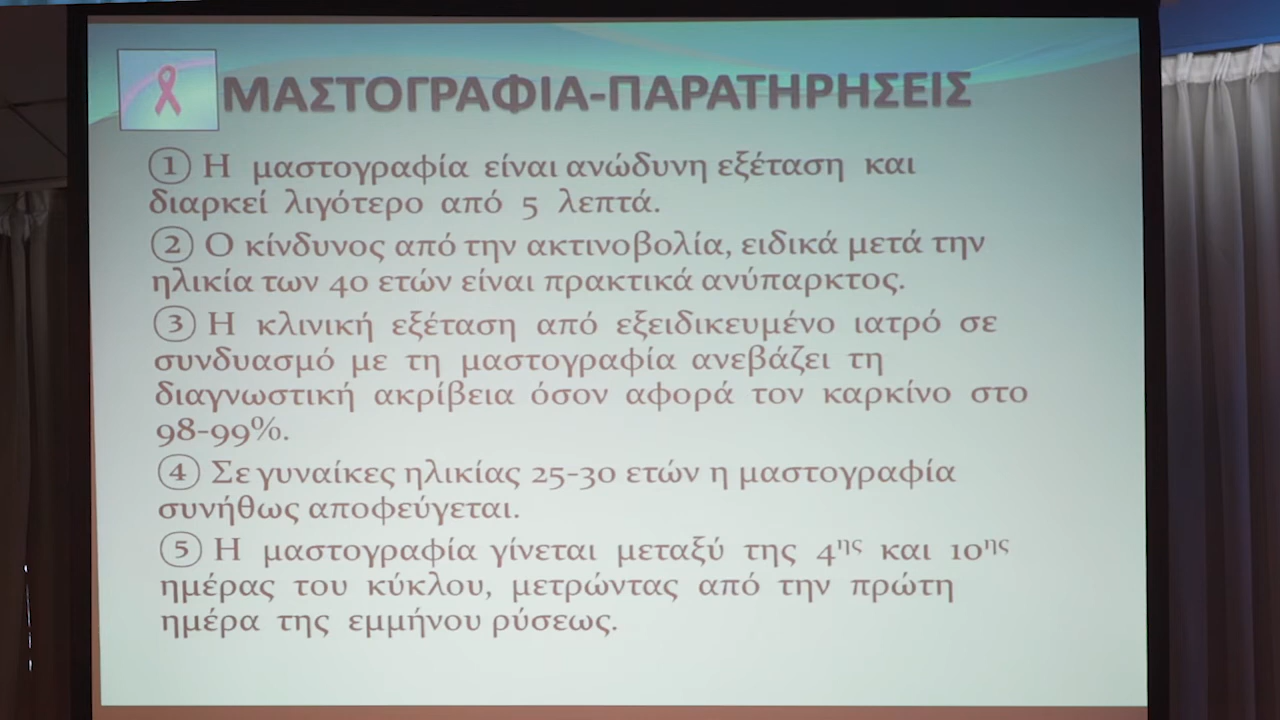 ΜΑΣΤΟΓΡΑΦΙΑ-ΠΑΡΑΤΗΡΗΣΕΙΣ
① Η μαστογραφία είναι ανώδυνη εξέταση και
διαρκεί λιγότερο από 5 λεπτά.
② Ο κίνδυνος από την ακτινοβολία, ειδικά μετά την
ηλικία των 40 ετών είναι πρακτικά ανύπαρκτος.
③ Η κλινική εξέταση από εξειδικευμένο ιατρό σε
συνδυασμό με τη μαστογραφία ανεβάζει τη
διαγνωστική ακρίβεια όσον αφορά τον καρκίνο στο
98-99%.
④ Σε γυναίκες ηλικίας 25-30 ετών η μαστογραφία
συνήθως αποφεύγεται.
⑤ Η μαστογραφία γίνεται μεταξύ της 4ης και 10ης
ημέρας του κύκλου, μετρώντας από την πρώτη
ημέρα της εμμήνου ρύσεως.